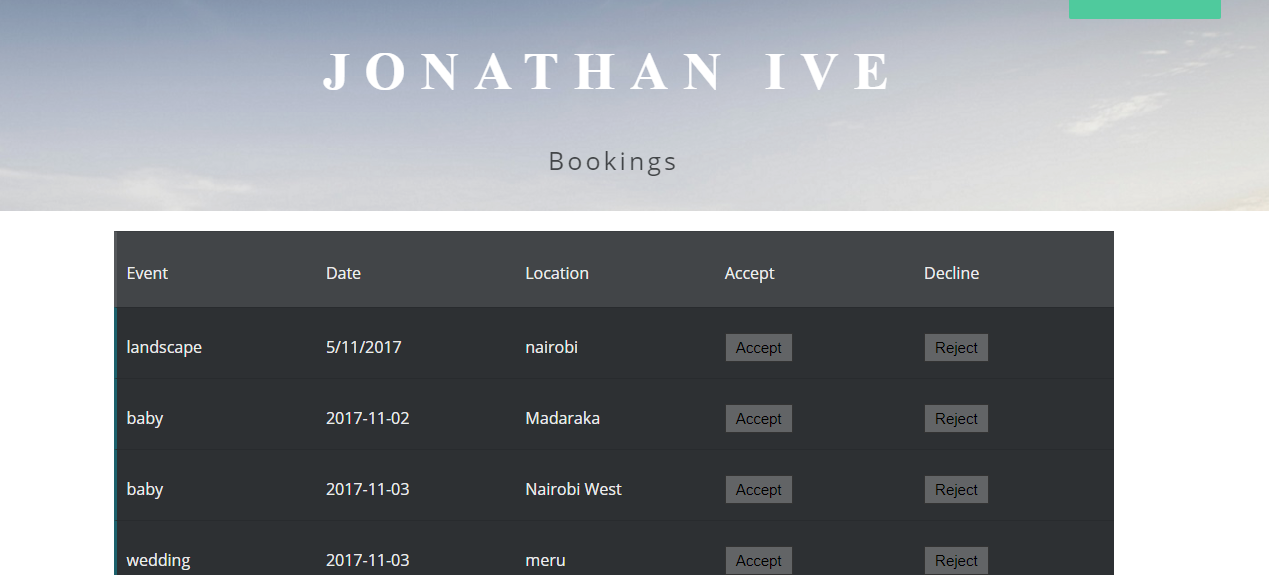 JONATHAN IVE
Bookings
Event Date Location Accept Decline
landscape 5/11/2017 nairobi Accept Reject
baby 2017-11-02 Madaraka Accept Reject
baby 2017-11-03 Nairobi West Accept Reject
wedding 2017-11-03 meru Accept Reject